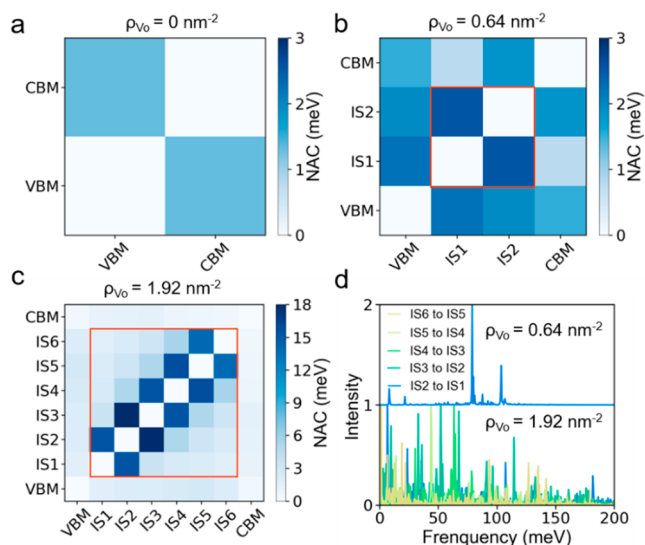 a
ρVo = 0 nm-2
CBM
VBM
VBM
CBM
3
2
1
0
NAC (meV)
b
ρVo = 0.64 nm-2
CBM
IS2
IS1
VBM
VBM
IS1
IS2
CBM
3
2
1
0
NAC (meV)
c
ρVo = 1.92 nm-2
CBM
IS6
IS5
IS4
IS3
IS2
IS1
VBM
VBM
IS1
IS2
IS3
IS4
IS5
IS6
CBM
18
15
12
9
6
3
0
NAC (meV)
d
2
1
0
Intensity
IS6 to IS5
IS5 to IS4
IS4 to IS3
IS3 to IS2
IS2 to IS1
ρVo = 0.64 nm-2
ρVo = 1.92 nm-2
0 50 100 150 200
Frequency (meV)